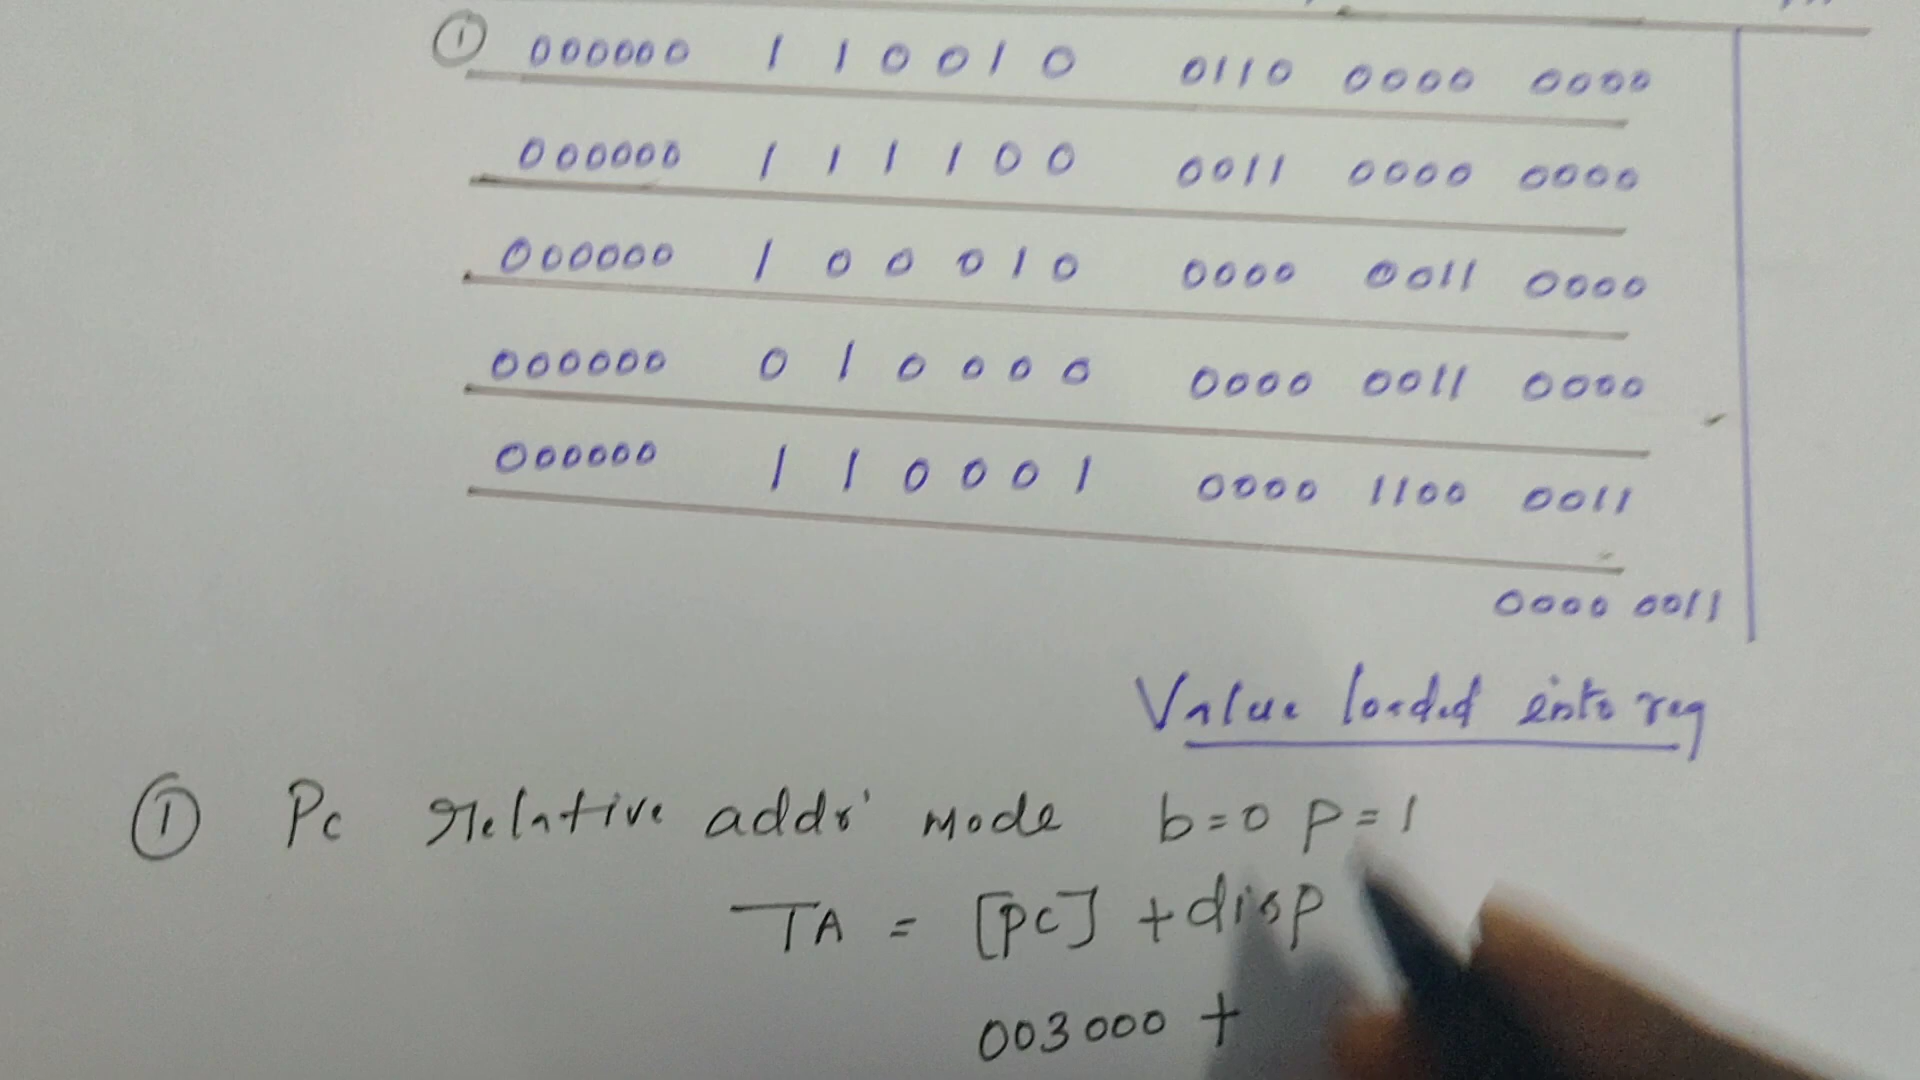 ① 000000 1 1 0 0 1 0 0110 0000 0000
000000 1 1 1 1 0 0 0011 0000 0000
000000 1 0 0 0 1 0 0000 0011 0000
000000 0 1 0 0 0 0 0000 0011 0000
000000 1 1 0 0 0 1 0000 1100 0011
0000 0011
Value loaded into reg
① Pc relative addr' mode b=0 p=1
TA = [pc] + disp
003000 +